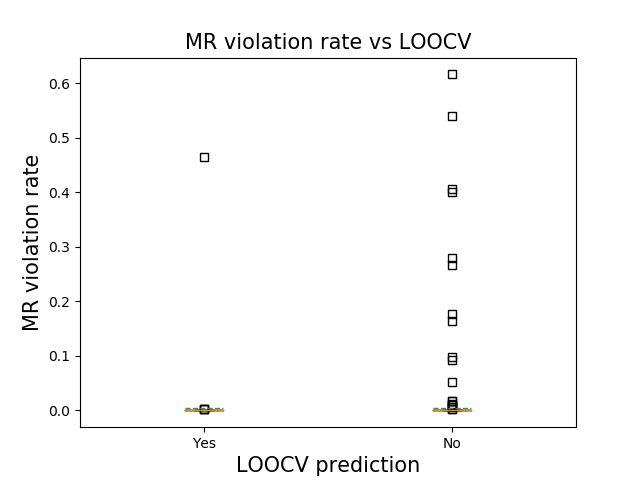 MR violation rate vs LOOCV
MR violation rate
0.6
0.5
0.4
0.3
0.2
0.1
0.0
Yes
No
LOOCV prediction